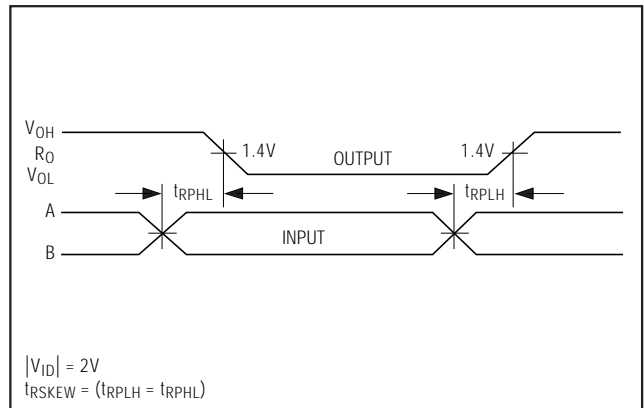 VOH
RO 1.4V OUTPUT 1.4V
VOL
tRPHL tRPLH
A
INPUT
B
|VID| = 2V
tRSKEW = (tRPLH = tRPHL)